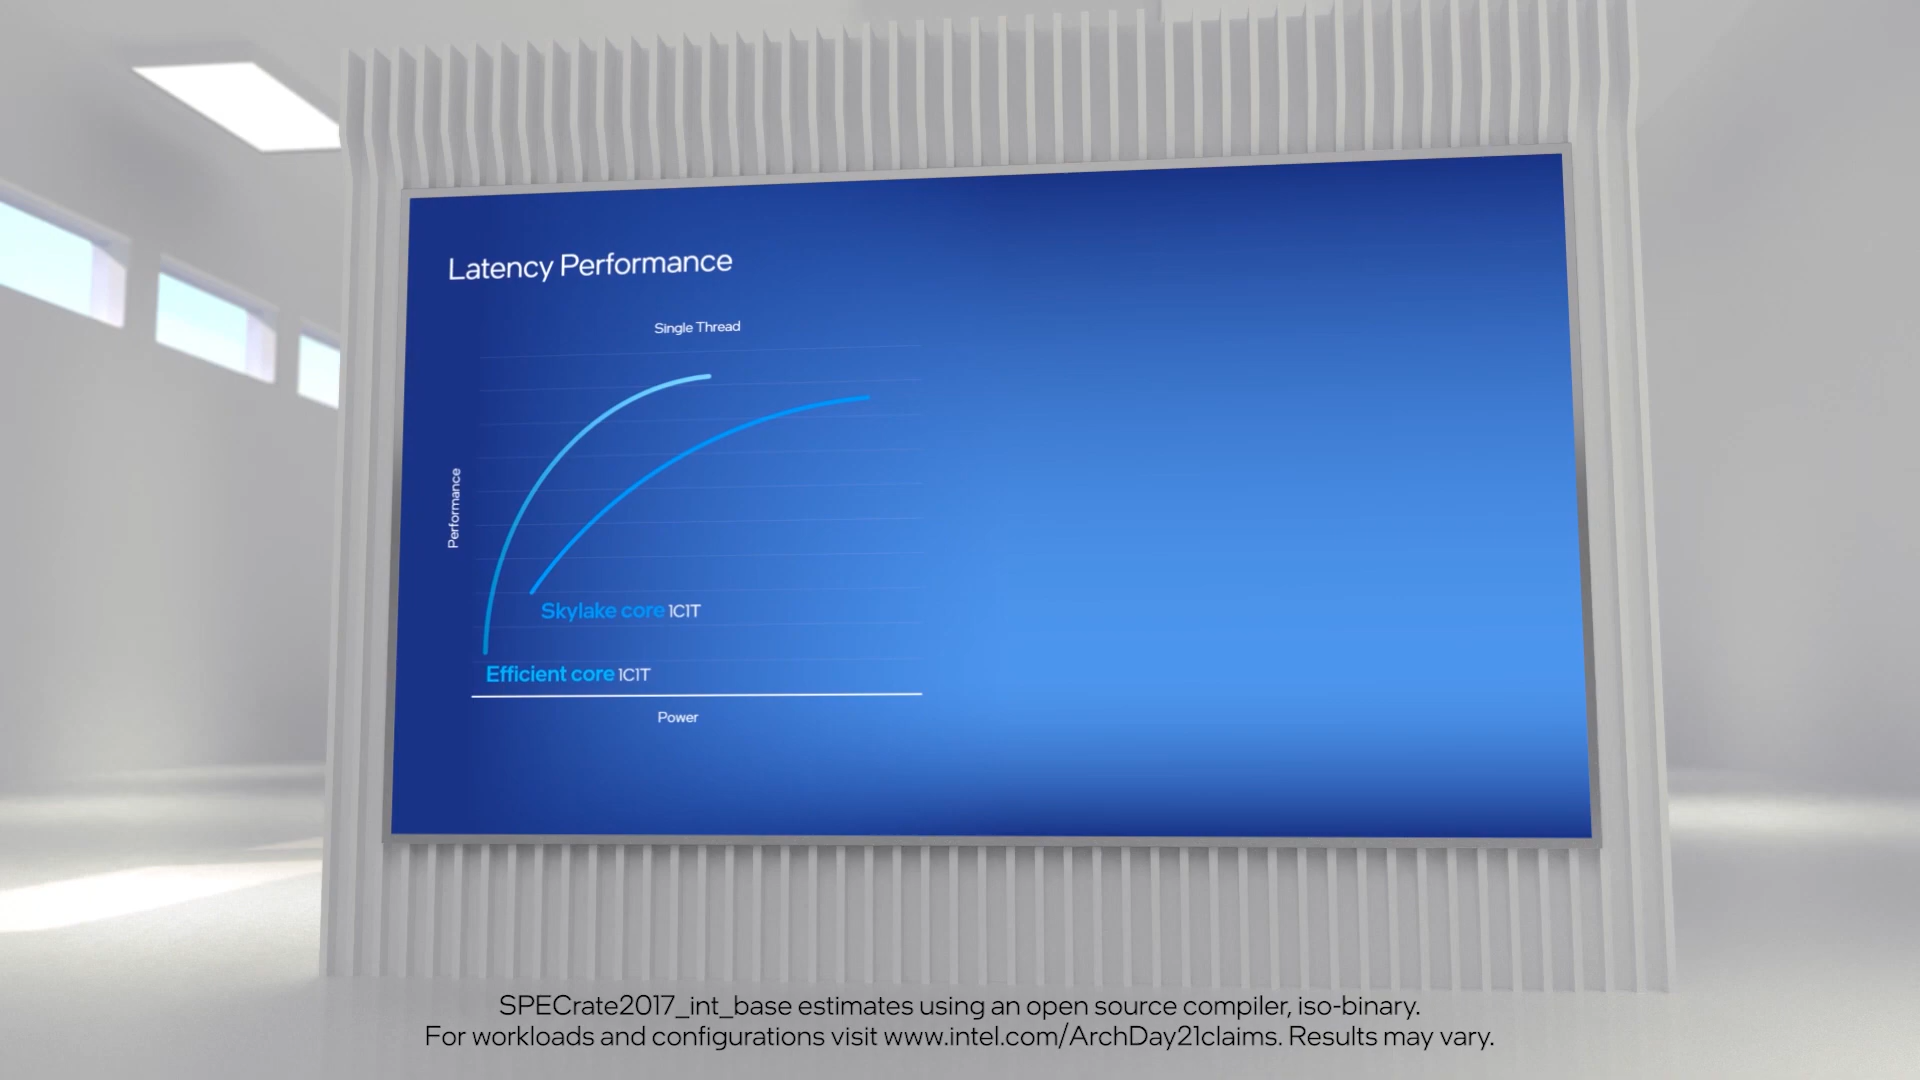 Latency Performance
Single Thread
Performance
Skylake core 1C1T
Efficient core 1C1T
Power
SPECrate2017_int_base estimates using an open source compiler, iso-binary.
For workloads and configurations visit www.intel.com/ArchDay21claims. Results may vary.